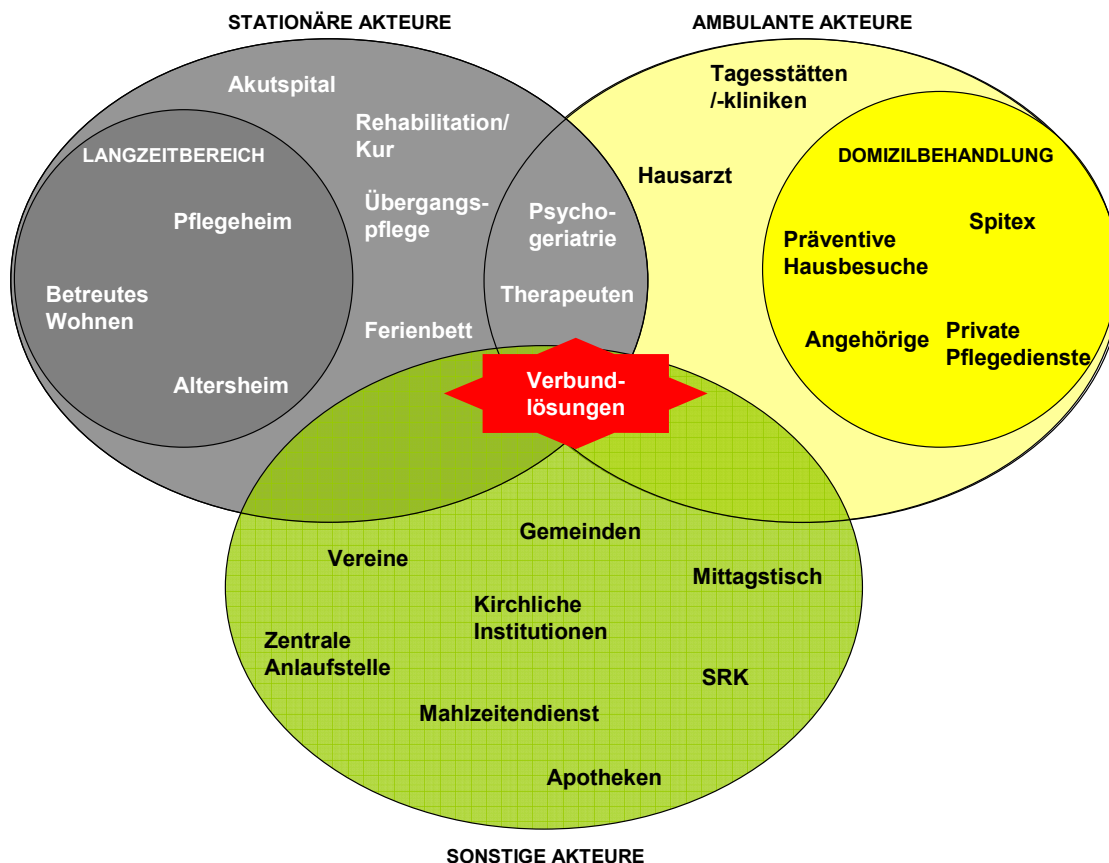 STATIONÄRE AKTEURE
AMBULANTE AKTEURE
Akutspital
Rehabilitation/
Kur
LANGZEITBEREICH
Pflegeheim
Übergangs-
pflege
Betreutes
Wohnen
Ferienbett
Altersheim
Psycho-
geriatrie
Therapeuten
Tagesstätten
/-kliniken
Hausarzt
DOMIZILBEHANDLUNG
Spitex
Präventive
Hausbesuche
Angehörige
Private
Pflegedienste
Verbund-
lösungen
Gemeinden
Vereine
Mittagstisch
Kirchliche
Institutionen
Zentrale
Anlaufstelle
SRK
Mahlzeitendienst
Apotheken
SONSTIGE AKTEURE